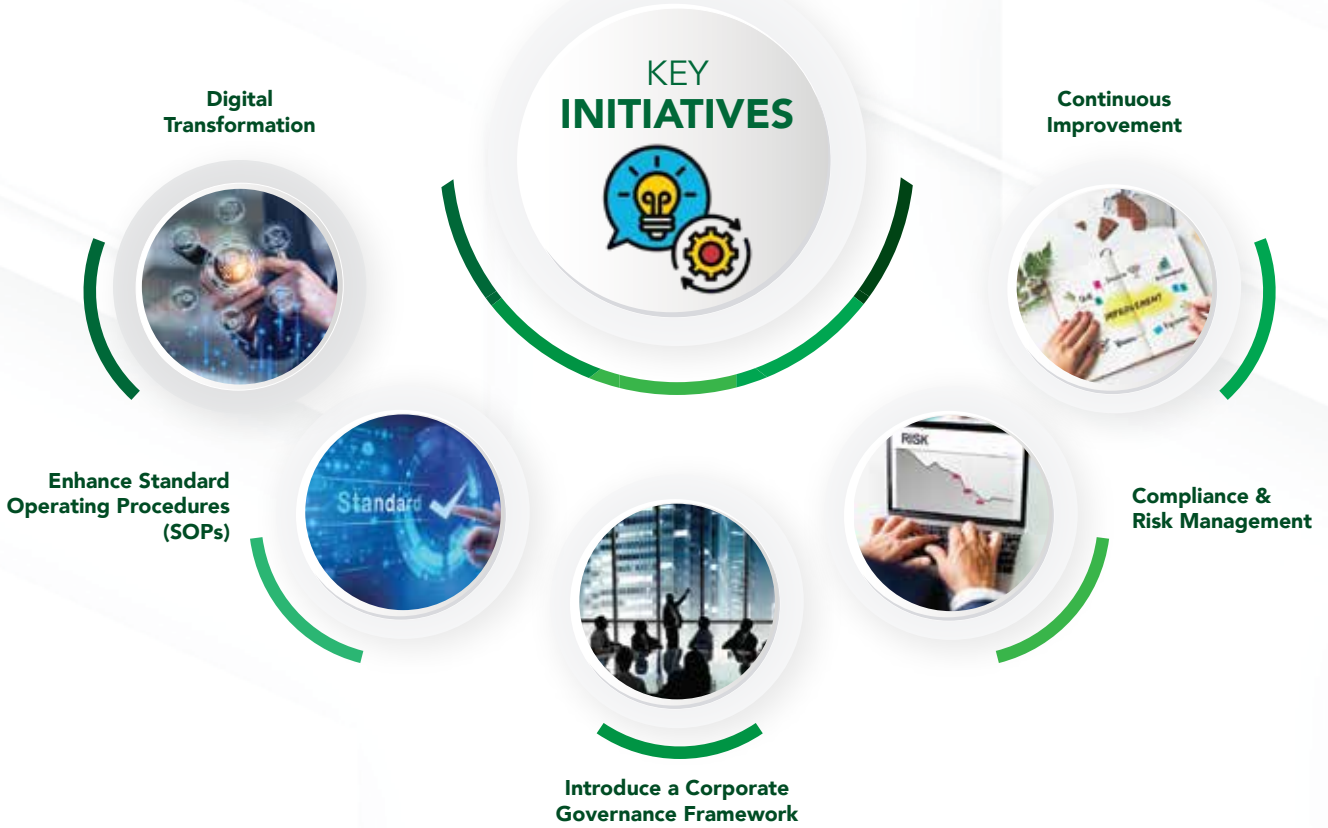 KEY
INITIATIVES
Digital
Transformation
Continuous
Improvement
IMPROVEMENT
Enhance Standard
Operating Procedures
(SOPs)
Standard
RISK
Compliance &
Risk Management
Introduce a Corporate
Governance Framework